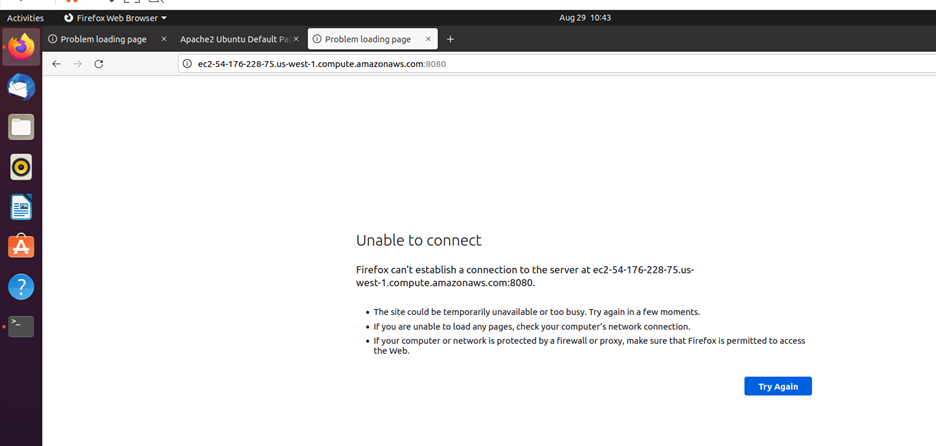 Activities Firefox Web Browser Aug 29 10:43
Problem loading page Apache2 Ubuntu Default Pa Problem loading page
ec2-54-176-228-75.us-west-1.compute.amazonaws.com:8080
Unable to connect
Firefox can't establish a connection to the server at ec2-54-176-228-75.us-
west-1.compute.amazonaws.com:8080.
• The site could be temporarily unavailable or too busy. Try again in a few moments.
• If you are unable to load any pages, check your computer's network connection.
• If your computer or network is protected by a firewall or proxy, make sure that Firefox is permitted to access
the Web.
Try Again